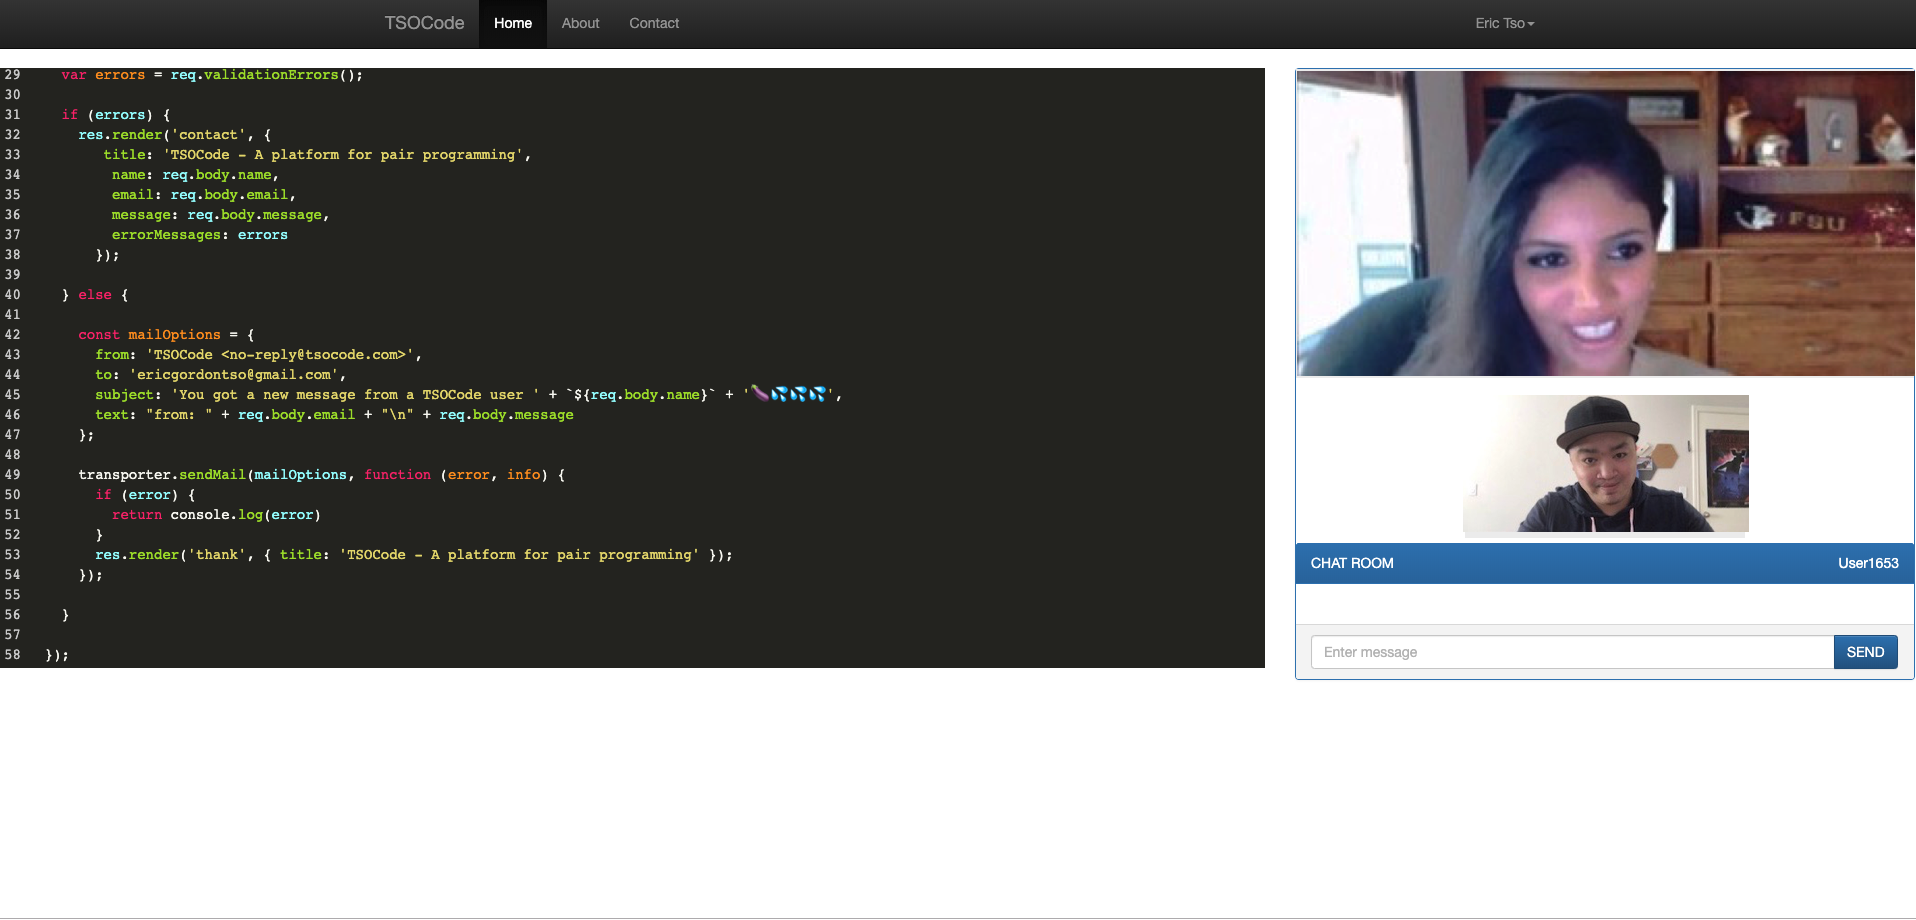 TSOCode Home About Contact Eric Tso
29 var errors = req.validationErrors();
30
31 if (errors) {
32 res.render('contact', {
33 title: 'TSOCode - A platform for pair programming',
34 name: req.body.name,
35 email: req.body.email,
36 message: req.body.message,
37 errorMessages: errors
38 });
39
40 } else {
41
42 const mailOptions = {
43 from: 'TSOCode <no-reply@tsocode.com>',
44 to: 'ericgordontso@gmail.com',
45 subject: 'You got a new message from a TSOCode user ' + `${req.body.name}` + '🍆💦💦💦',
46 text: "from: " + req.body.email + "\n" + req.body.message
47 };
48
49 transporter.sendMail(mailOptions, function (error, info) {
50 if (error) {
51 return console.log(error)
52 }
53 res.render('thank', { title: 'TSOCode - A platform for pair programming' });
54 });
55
56 }
57
58 });
FSU
CHAT ROOM User1653
Enter message SEND